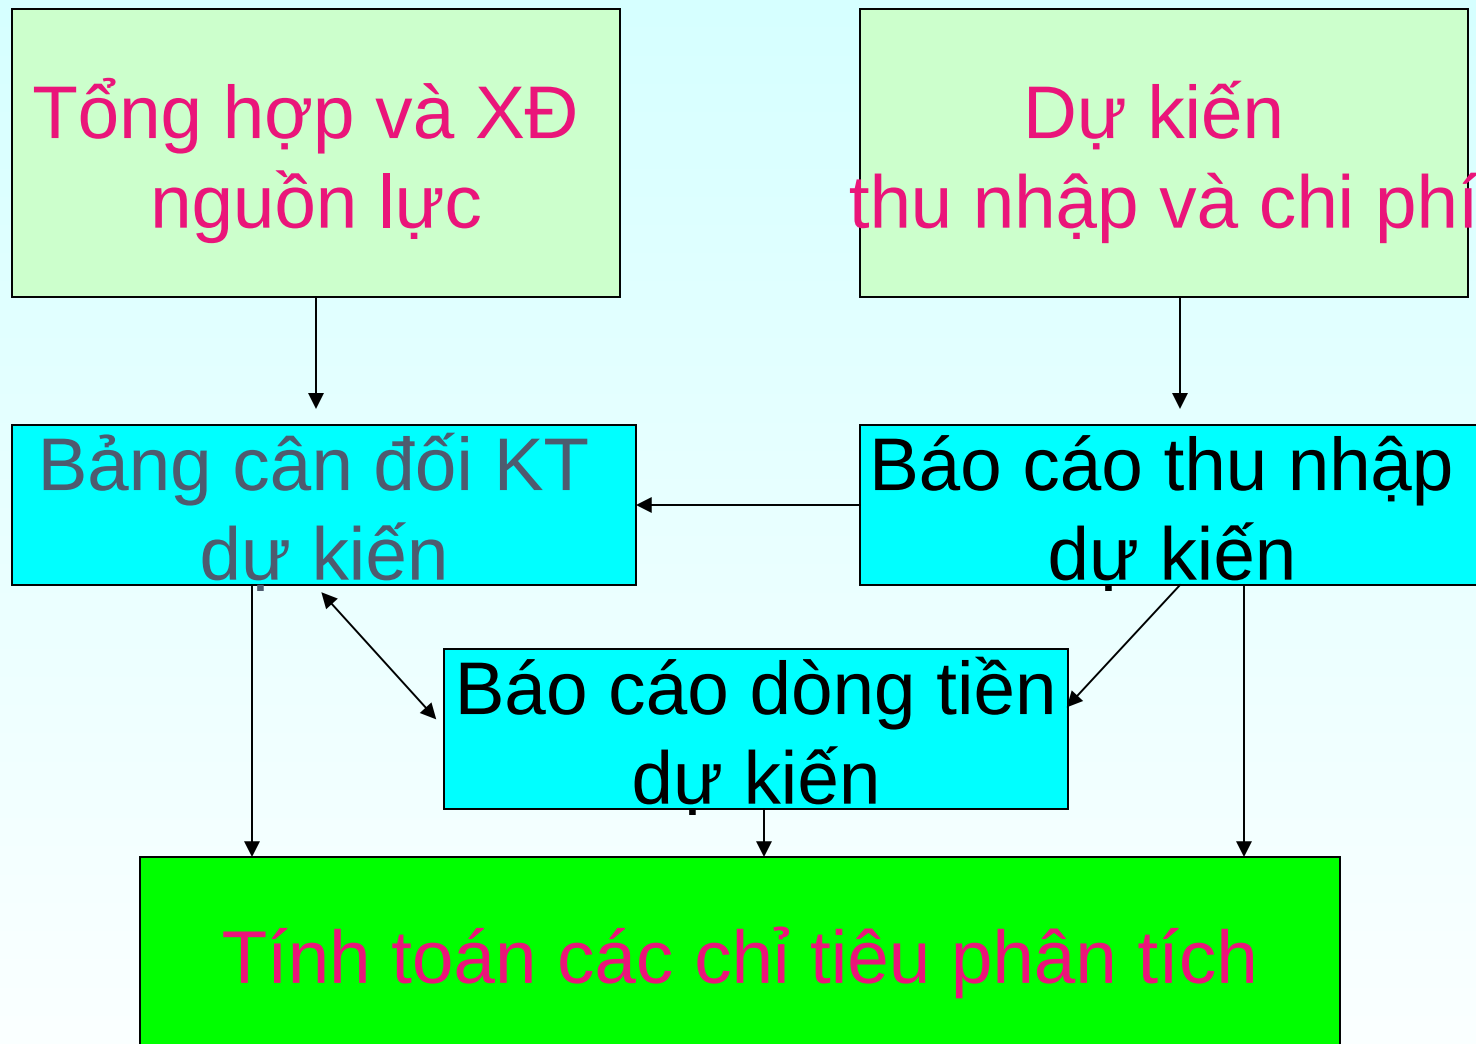 Tổng hợp và XĐ
nguồn lực
Dự kiến
thu nhập và chi phí
Bảng cân đối KT
dự kiến
Báo cáo thu nhập
dự kiến
Báo cáo dòng tiền
dự kiến
Tính toán các chỉ tiêu phân tích